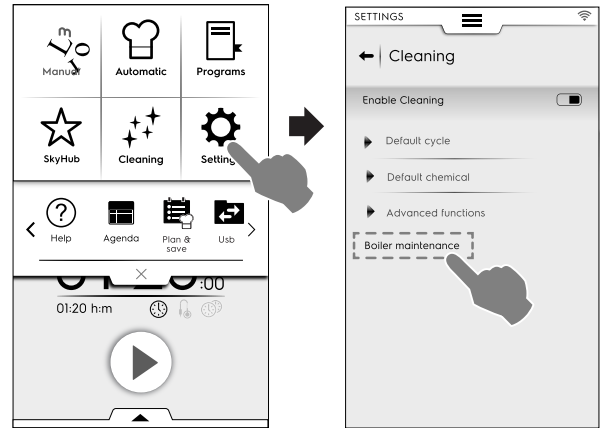 Manual
Automatic
Programs
SkyHub
Cleaning
Setting
Help
Agenda
Plan &
save
Usb
:00
01:20 h:m
SETTINGS
Cleaning
Enable Cleaning
Default cycle
Default chemical
Advanced functions
Boiler maintenance